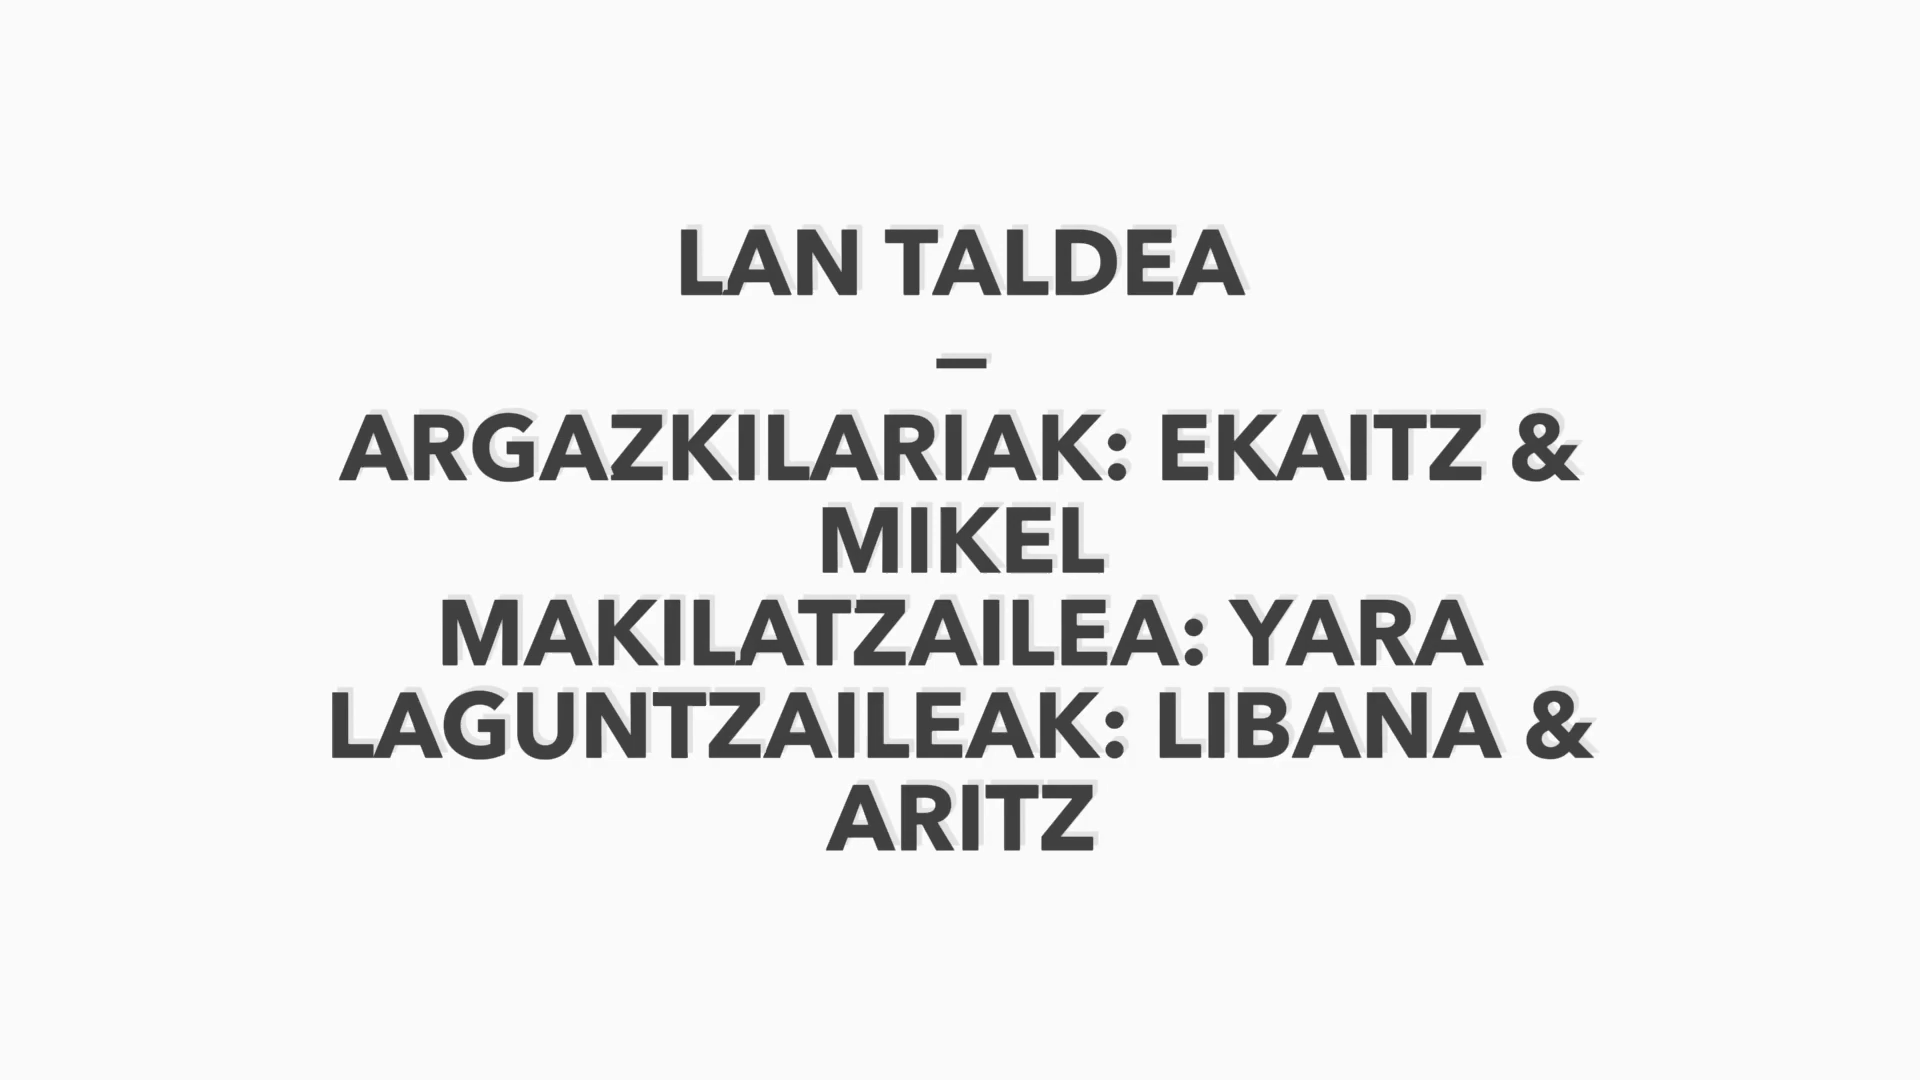 LAN TALDEA
–
ARGAZKILARIAK: EKAITZ &
MIKEL
MAKILATZAILEA: YARA
LAGUNTZAILEAK: LIBANA &
ARITZ